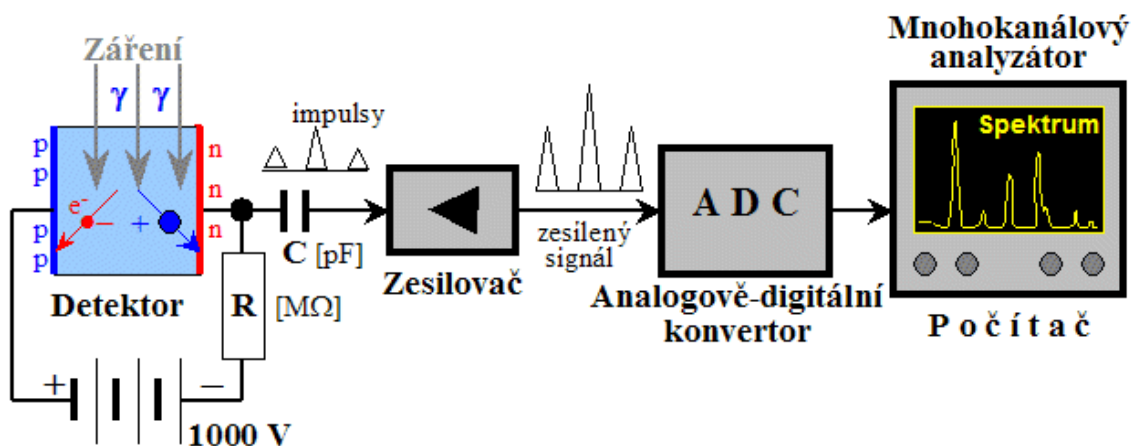 Záření
γ γ
p
p
p
p
n
n
n
e-
−
+
Detektor
impulsy
C [pF]
R [MΩ]
+
−
1000 V
Zesilovač
zesílený
signál
A D C
Analogově-digitální
konvertor
Mnohokanálový
analyzátor
Spektrum
P o č í t a č